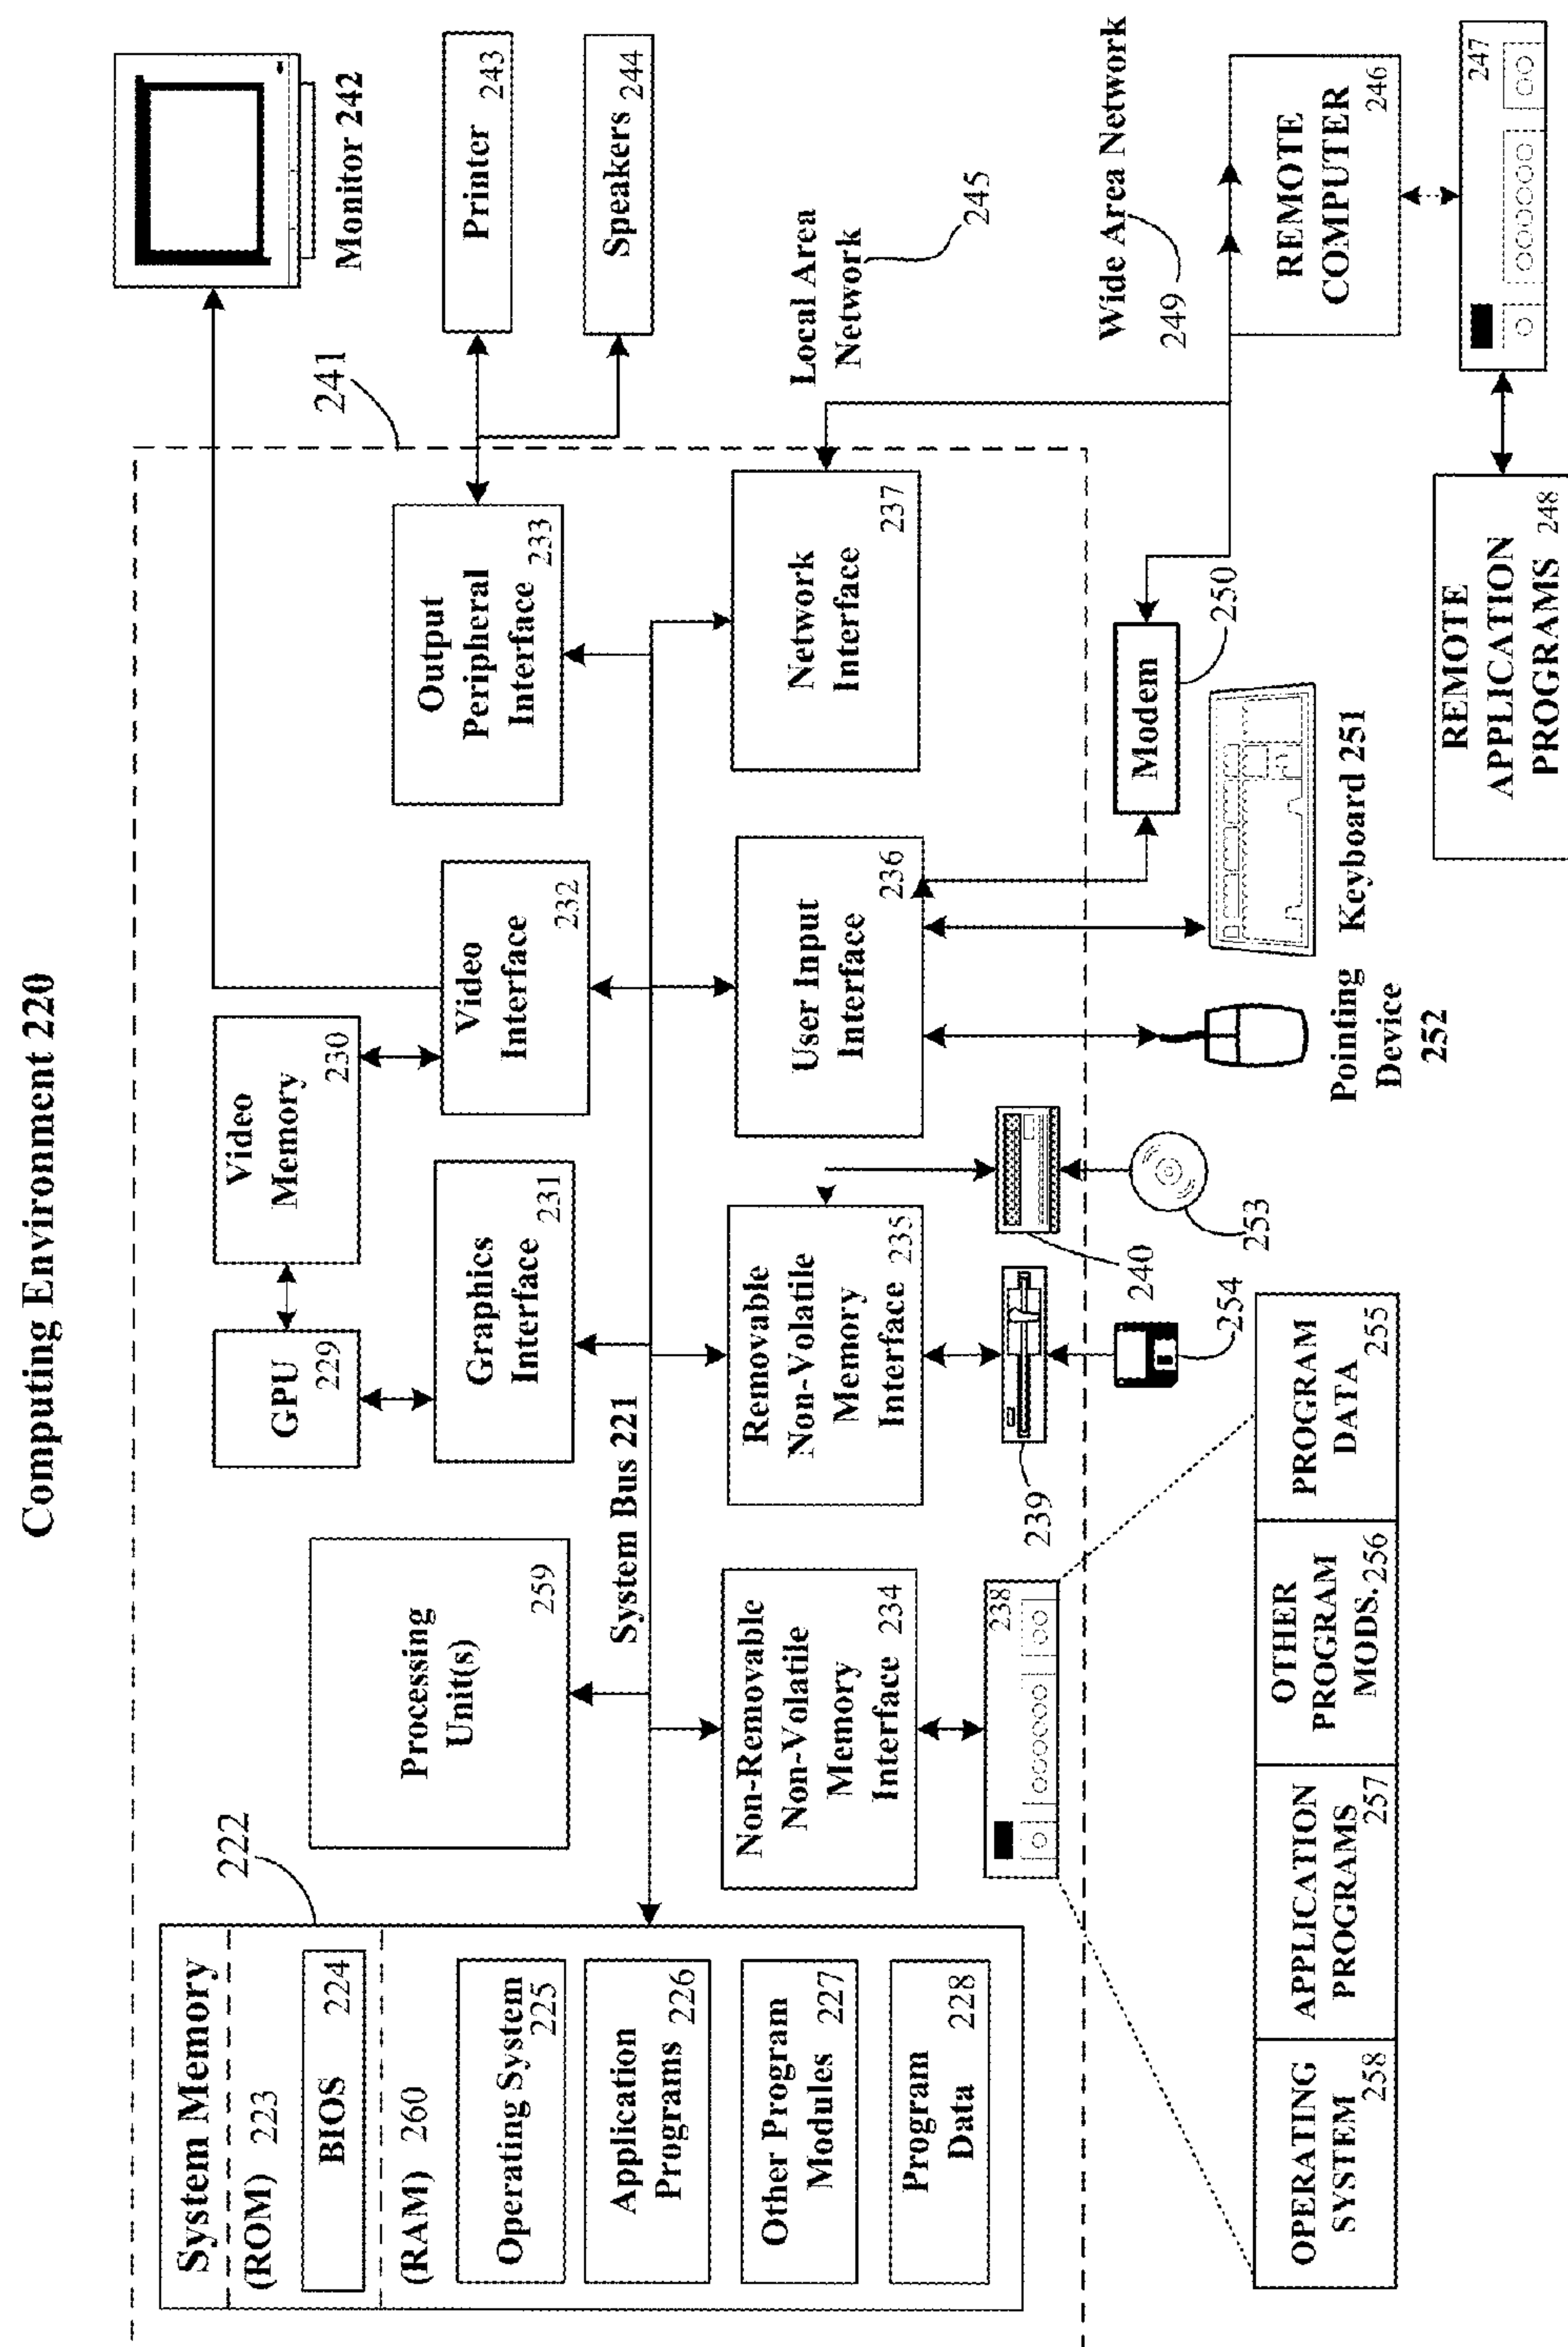 Computing Environment 220
System Memory
222
(ROM) 223
BIOS 224
(RAM) 260
Operating System
225
Application
Programs 226
Other Program
Modules 227
Program
Data 228
Processing
Unit(s)
259
System Bus 221
GPU
229
Video
Memory
230
Graphics
Interface
231
Video
Interface
232
Output
Peripheral
Interface 233
241
Monitor 242
Printer
243
Speakers
244
Non-Removable
Non-Volatile
Memory
Interface 234
Removable
Non-Volatile
Memory
Interface 235
User Input
Interface
236
Network
Interface
237
Local Area
Network
245
238
239
240
254
253
Pointing
Device
252
Keyboard 251
Modem
250
Wide Area Network
249
REMOTE
COMPUTER
246
247
REMOTE
APPLICATION
PROGRAMS 248
OPERATING
SYSTEM
258
APPLICATION
PROGRAMS
257
OTHER
PROGRAM
MODS. 256
PROGRAM
DATA
255